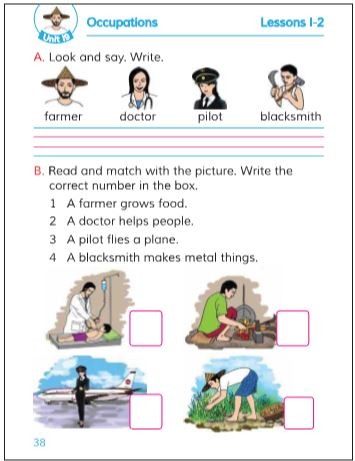 Unit 18
Occupations
Lessons 1-2
A. Look and say. Write.
farmer doctor pilot blacksmith
B. Read and match with the picture. Write the
correct number in the box.
1 A farmer grows food.
2 A doctor helps people.
3 A pilot flies a plane.
4 A blacksmith makes metal things.
38